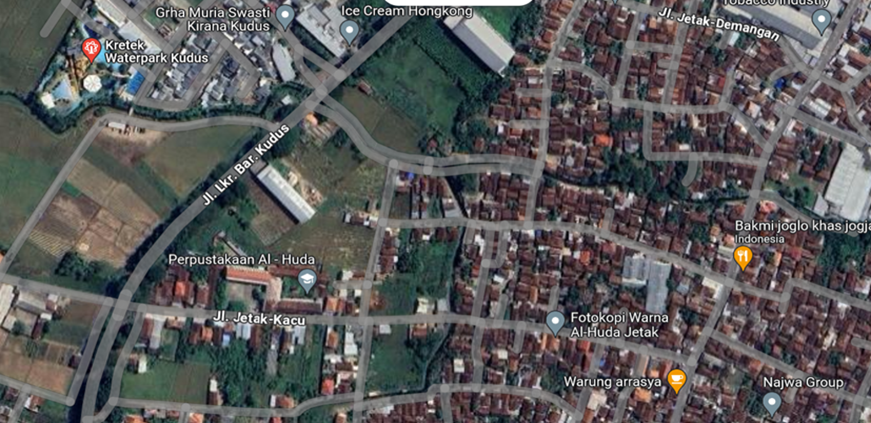 Tobacco Industry
Jl. Jetak-Demangan
Grha Muria Swasti
Kirana Kudus
Ice Cream Hongkong
Kretek
Waterpark Kudus
Jl. Lkr. Bar. Kudus
Bakmi joglo khas jogja
Indonesia
Perpustakaan Al - Huda
Jl. Jetak-Kacu
Fotokopi Warna
Al-Huda Jetak
Warung arrasya
Najwa Group